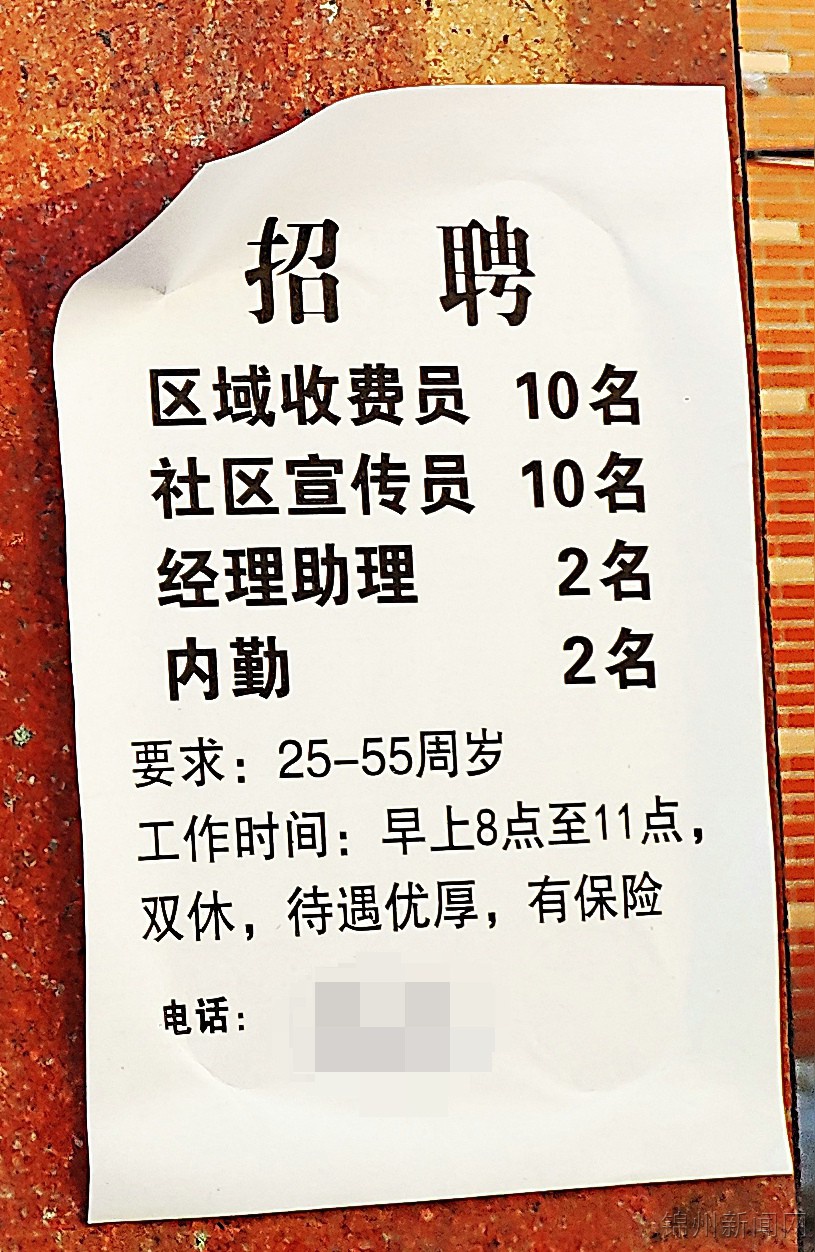 招 聘
区域收费员 10名
社区宣传员 10名
经理助理 2名
内勤 2名
要求：25-55周岁
工作时间：早上8点至11点，
双休，待遇优厚，有保险
电话：
锦州新闻网